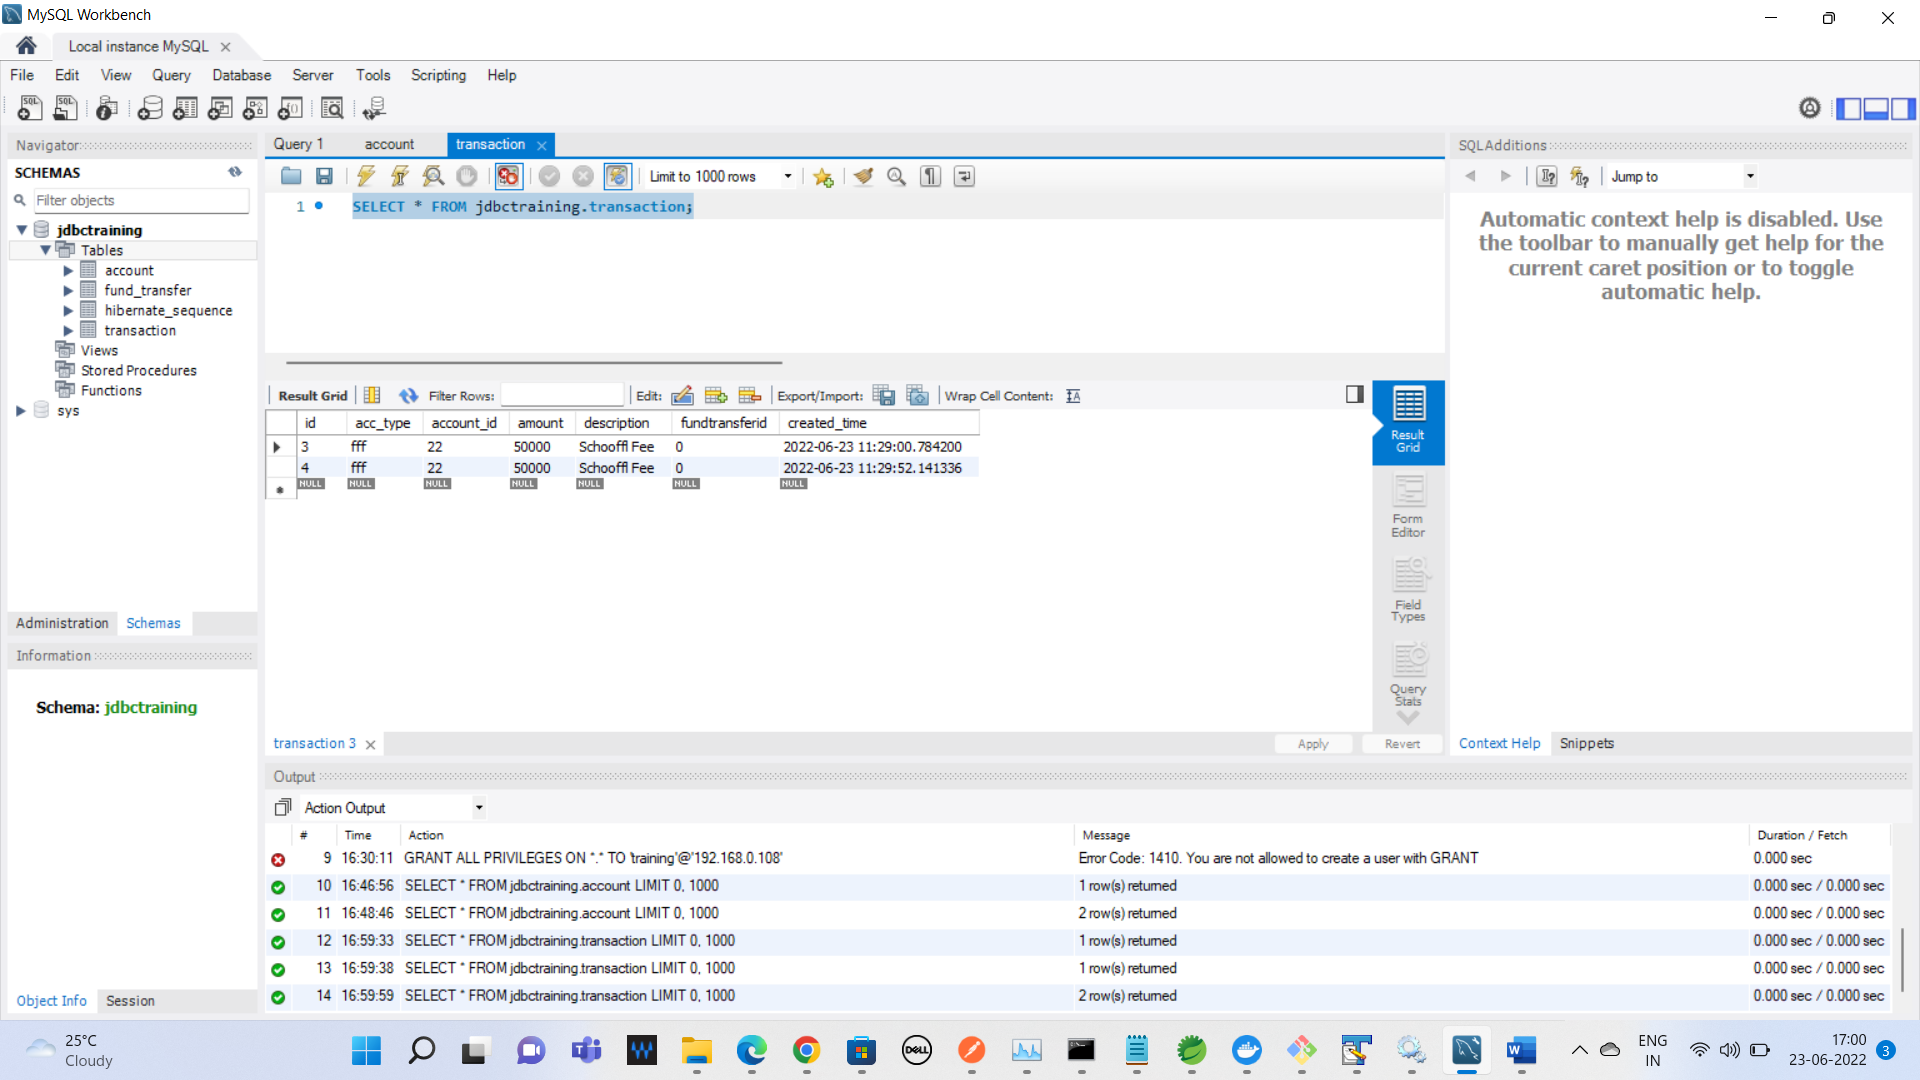 MySQL Workbench
Local instance MySQL
File Edit View Query Database Server Tools Scripting Help
Navigator
SCHEMAS
Filter objects
jdbctraining
Tables
account
fund_transfer
hibernate_sequence
transaction
Views
Stored Procedures
Functions
sys
Administration Schemas
Information
Schema: jdbctraining
Object Info Session
Query 1 account transaction
Limit to 1000 rows
1 SELECT * FROM jdbctraining.transaction;
Result Grid Filter Rows: Edit: Export/Import: Wrap Cell Content:
id acc_type account_id amount description fundtransferid created_time
3 fff 22 50000 Schooffl Fee 0 2022-06-23 11:29:00.784200
4 fff 22 50000 Schooffl Fee 0 2022-06-23 11:29:52.141336
NULL NULL NULL NULL NULL NULL NULL
Result Grid
Form Editor
Field Types
Query Stats
transaction 3 Apply Revert
SQLAdditions
Jump to
Automatic context help is disabled. Use
the toolbar to manually get help for the
current caret position or to toggle
automatic help.
Context Help Snippets
Output
Action Output
# Time Action Message Duration / Fetch
9 16:30:11 GRANT ALL PRIVILEGES ON *.* TO 'training'@'192.168.0.108' Error Code: 1410. You are not allowed to create a user with GRANT 0.000 sec
10 16:46:56 SELECT * FROM jdbctraining.account LIMIT 0, 1000 1 row(s) returned 0.000 sec / 0.000 sec
11 16:48:46 SELECT * FROM jdbctraining.account LIMIT 0, 1000 2 row(s) returned 0.000 sec / 0.000 sec
12 16:59:33 SELECT * FROM jdbctraining.transaction LIMIT 0, 1000 1 row(s) returned 0.000 sec / 0.000 sec
13 16:59:38 SELECT * FROM jdbctraining.transaction LIMIT 0, 1000 1 row(s) returned 0.000 sec / 0.000 sec
14 16:59:59 SELECT * FROM jdbctraining.transaction LIMIT 0, 1000 2 row(s) returned 0.000 sec / 0.000 sec
25°C
Cloudy
DELL
ENG
IN
17:00
23-06-2022
3